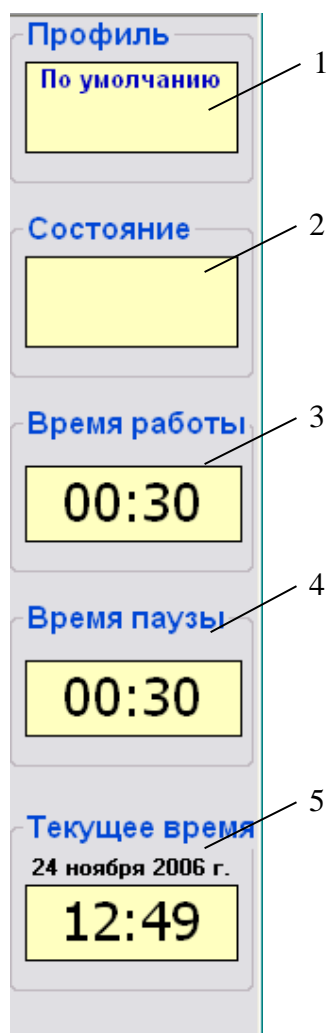 Профиль
По умолчанию
1
Состояние
2
Время работы
3
00:30
Время паузы
4
00:30
Текущее время
5
24 ноября 2006 г.
12:49